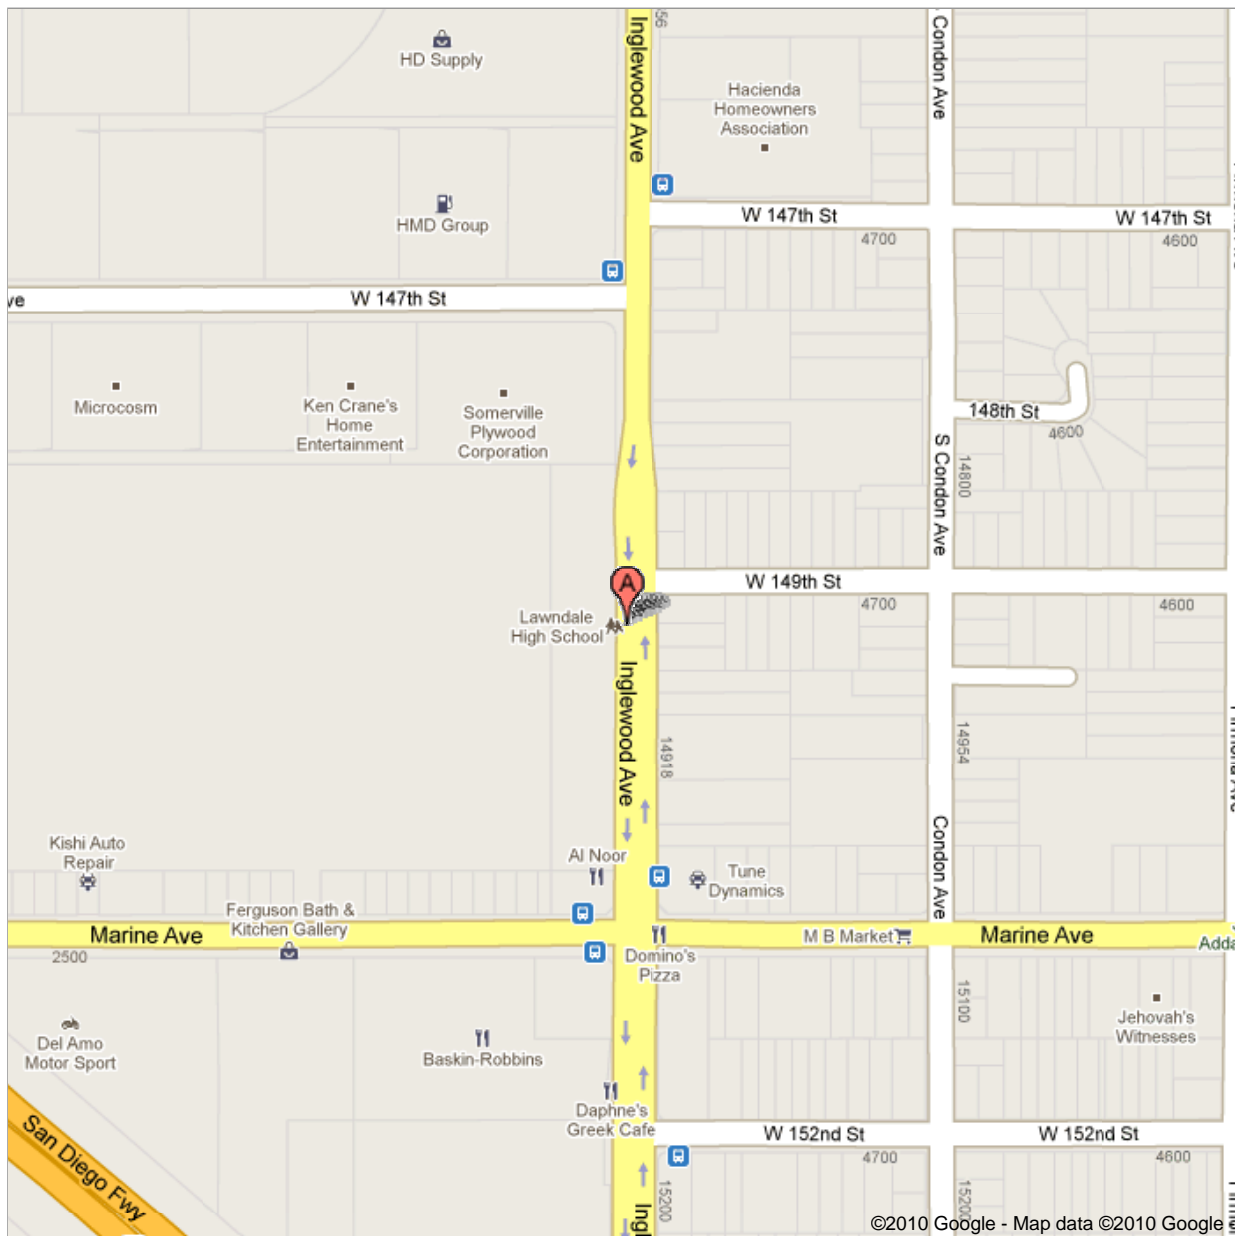 Inglewood Ave
56
S Condon Ave
HD Supply
Hacienda
Homeowners
Association
HMD Group
W 147th St
W 147th St
4700
4600
ve
W 147th St
Microcosm
Ken Crane's
Home
Entertainment
Somerville
Plywood
Corporation
148th St
4600
S Condon Ave
14800
A
W 149th St
4700
4600
Lawndale
High School
Inglewood Ave
14918
14954
Kishi Auto
Repair
Al Noor
Tune
Dynamics
Condon Ave
Ferguson Bath &
Kitchen Gallery
Marine Ave
2500
M B Market
Marine Ave
Adda
Domino's
Pizza
15100
Jehovah's
Witnesses
Del Amo
Motor Sport
Baskin-Robbins
Daphne's
Greek Cafe
W 152nd St
W 152nd St
4700
4600
San Diego Fwy
15200
15200
Ingl
©2010 Google - Map data ©2010 Google